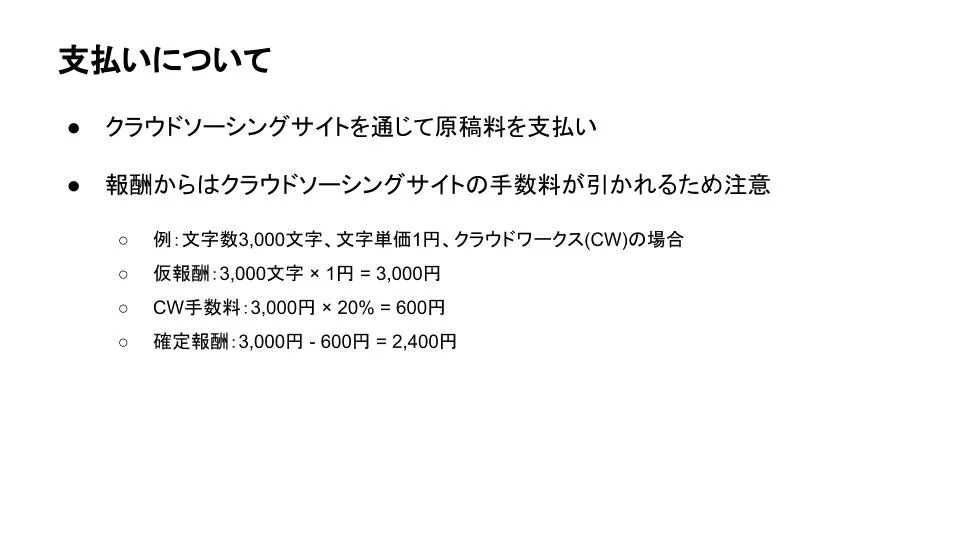 支払いについて
● クラウドソーシングサイトを通じて原稿料を支払い
● 報酬からはクラウドソーシングサイトの手数料が引かれるため注意
○ 例：文字数3,000文字、文字単価1円、クラウドワークス(CW)の場合
○ 仮報酬：3,000文字 × 1円 = 3,000円
○ CW手数料：3,000円 × 20% = 600円
○ 確定報酬：3,000円 - 600円 = 2,400円